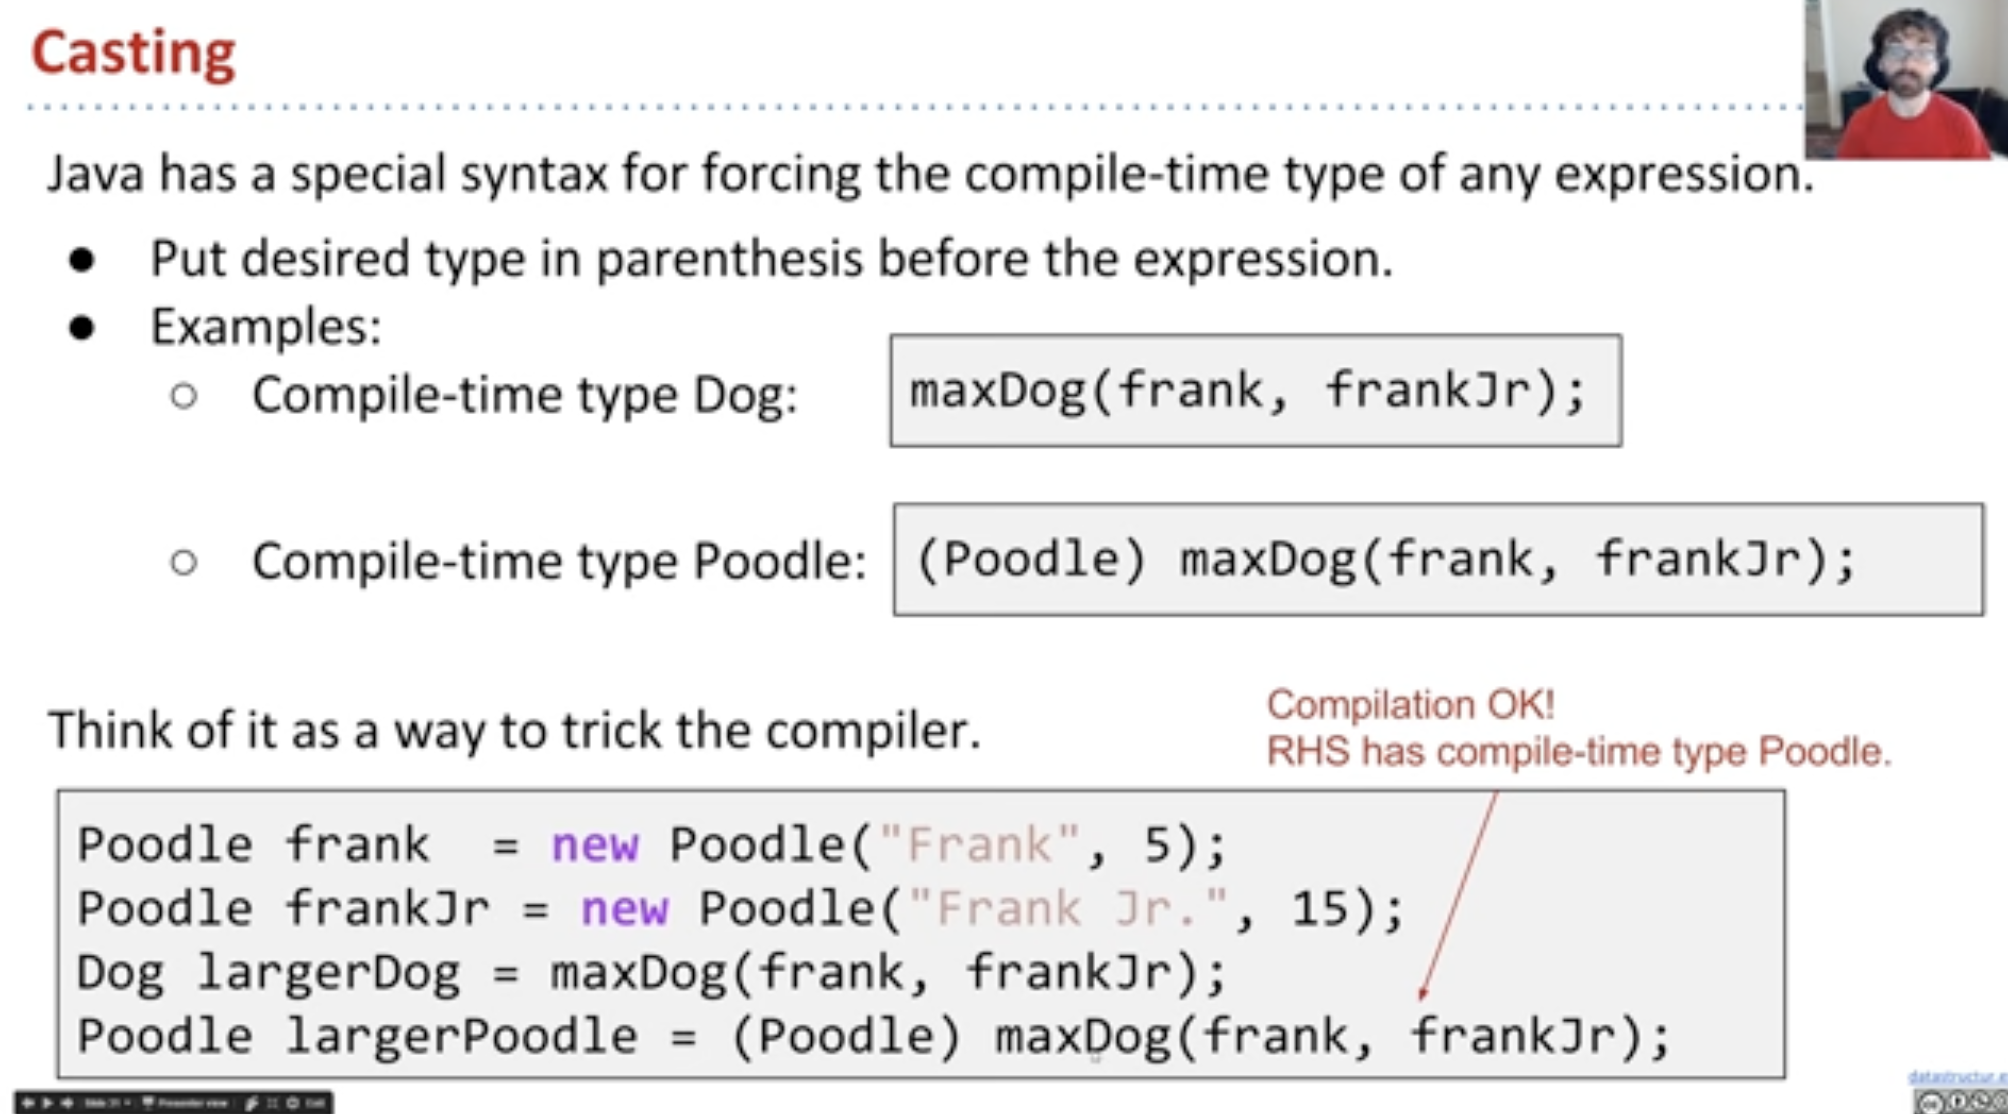 Casting
Java has a special syntax for forcing the compile-time type of any expression.
● Put desired type in parenthesis before the expression.
● Examples:
○ Compile-time type Dog:
maxDog(frank, frankJr);
○ Compile-time type Poodle:
(Poodle) maxDog(frank, frankJr);
Think of it as a way to trick the compiler.
Compilation OK!
RHS has compile-time type Poodle.
Poodle frank  = new Poodle("Frank", 5);
Poodle frankJr = new Poodle("Frank Jr.", 15);
Dog largerDog = maxDog(frank, frankJr);
Poodle largerPoodle = (Poodle) maxDog(frank, frankJr);